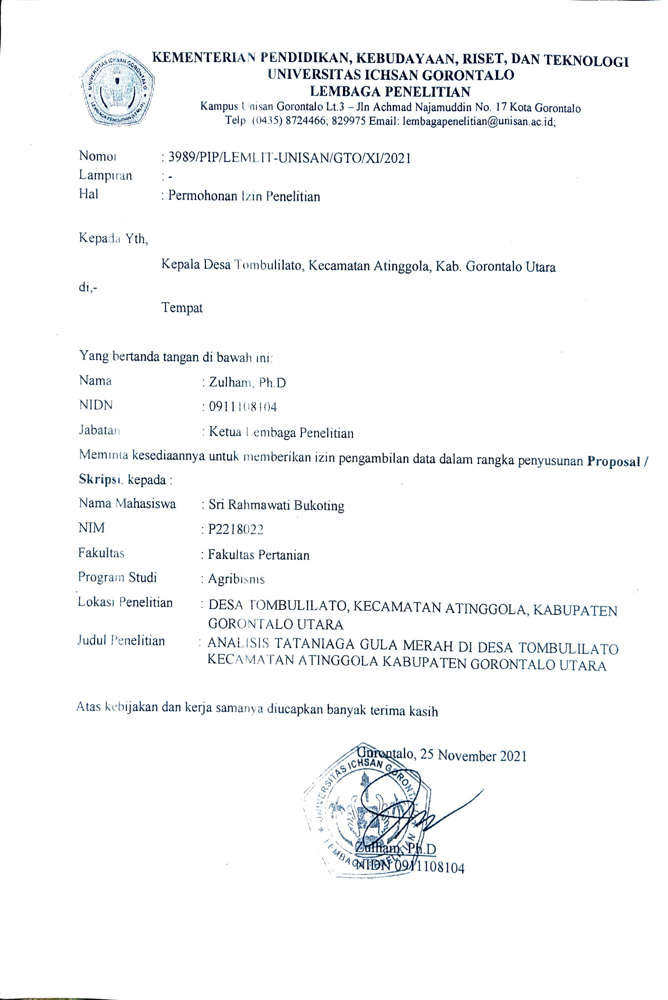 KEMENTERIAN PENDIDIKAN, KEBUDAYAAN, RISET, DAN TEKNOLOGI
UNIVERSITAS ICHSAN GORONTALO
LEMBAGA PENELITIAN
Kampus Unisan Gorontalo Lt.3 – Jln Achmad Najamuddin No. 17 Kota Gorontalo
Telp (0435) 8724466; 829975 Email: lembagapenelitian@unisan.ac.id;
UNIVERSITAS ICHSAN GORONTALO
LEMBAGA PENELITIAN (LEMLIT)
Nomor : 3989/PIP/LEMLIT-UNISAN/GTO/XI/2021
Lampiran : -
Hal : Permohonan Izin Penelitian
Kepada Yth,
Kepala Desa Tombulilato, Kecamatan Atinggola, Kab. Gorontalo Utara
di,-
Tempat
Yang bertanda tangan di bawah ini:
Nama : Zulham, Ph.D
NIDN : 0911108104
Jabatan : Ketua Lembaga Penelitian
Meminta kesediaannya untuk memberikan izin pengambilan data dalam rangka penyusunan Proposal /
Skripsi, kepada :
Nama Mahasiswa : Sri Rahmawati Bukoting
NIM : P2218022
Fakultas : Fakultas Pertanian
Program Studi : Agribisnis
Lokasi Penelitian : DESA TOMBULILATO, KECAMATAN ATINGGOLA, KABUPATEN
GORONTALO UTARA
Judul Penelitian : ANALISIS TATANIAGA GULA MERAH DI DESA TOMBULILATO
KECAMATAN ATINGGOLA KABUPATEN GORONTALO UTARA
Atas kebijakan dan kerja samanya diucapkan banyak terima kasih
Gorontalo, 25 November 2021
UNIVERSITAS ICHSAN GORONTALO
LEMBAGA PENELITIAN
Zulham, Ph.D
NIDN 0911108104